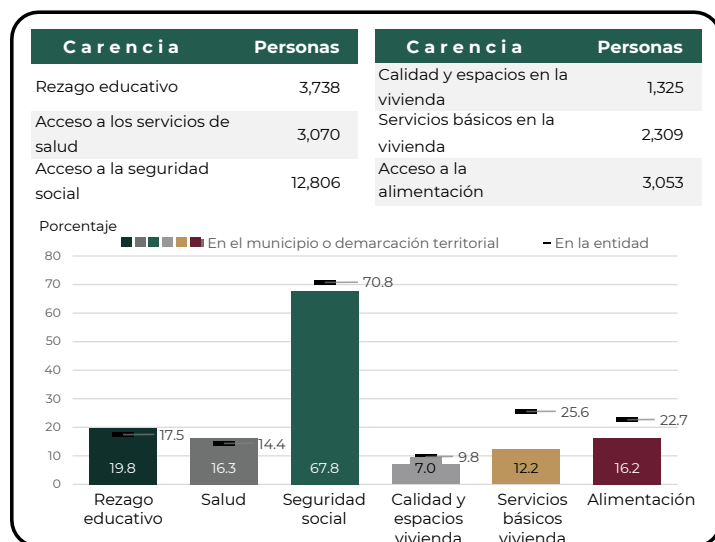 Carencia Personas
Rezago educativo 3,738
Acceso a los servicios de
salud 3,070
Acceso a la seguridad
social 12,806
Carencia Personas
Calidad y espacios en la
vivienda 1,325
Servicios básicos en la
vivienda 2,309
Acceso a la
alimentación 3,053
Porcentaje
En el municipio o demarcación territorial En la entidad
80
70
60
50
40
30
20
10
0
17.5
14.4
70.8
9.8
25.6
22.7
19.8
16.3
67.8
7.0
12.2
16.2
Rezago
educativo
Salud
Seguridad
social
Calidad y
espacios
vivienda
Servicios
básicos
vivienda
Alimentación